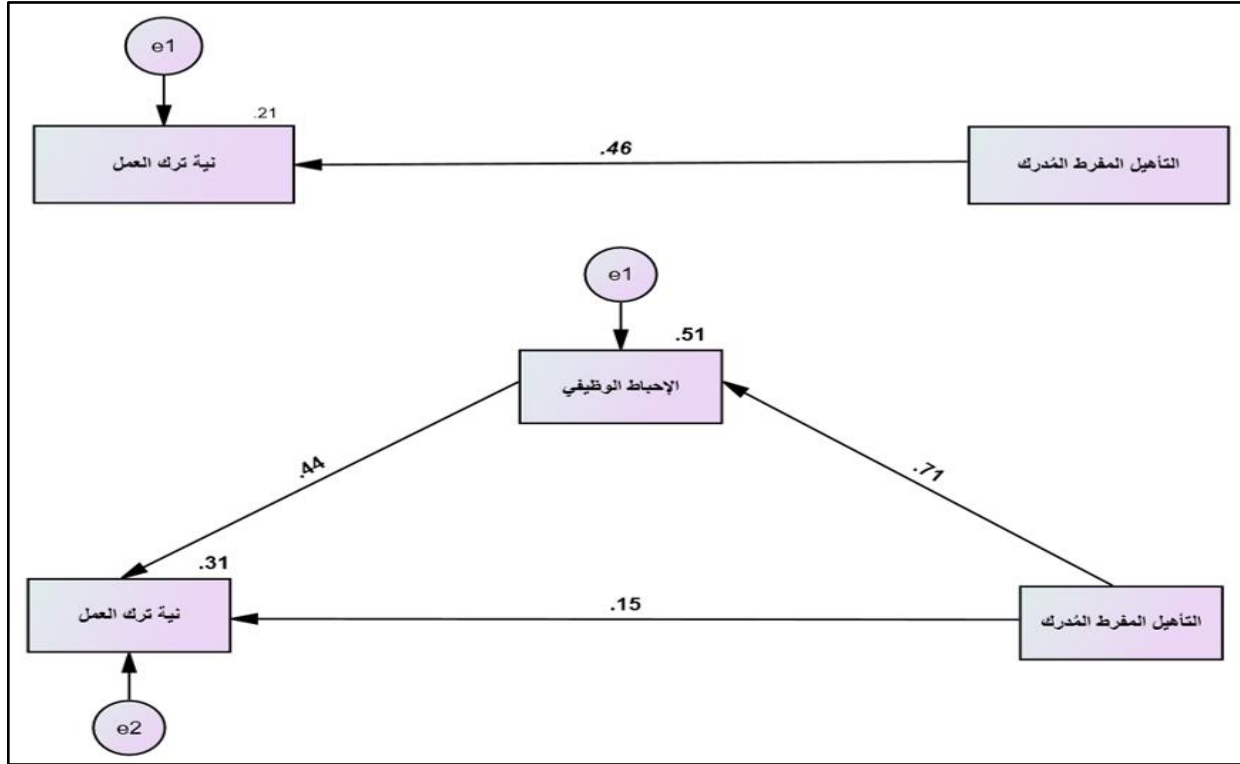 e1
.21
نية ترك العمل
.46
التأهيل المفرط المُدرك
e1
.51
الإحباط الوظيفي
.44
.71
.31
نية ترك العمل
.15
التأهيل المفرط المُدرك
e2